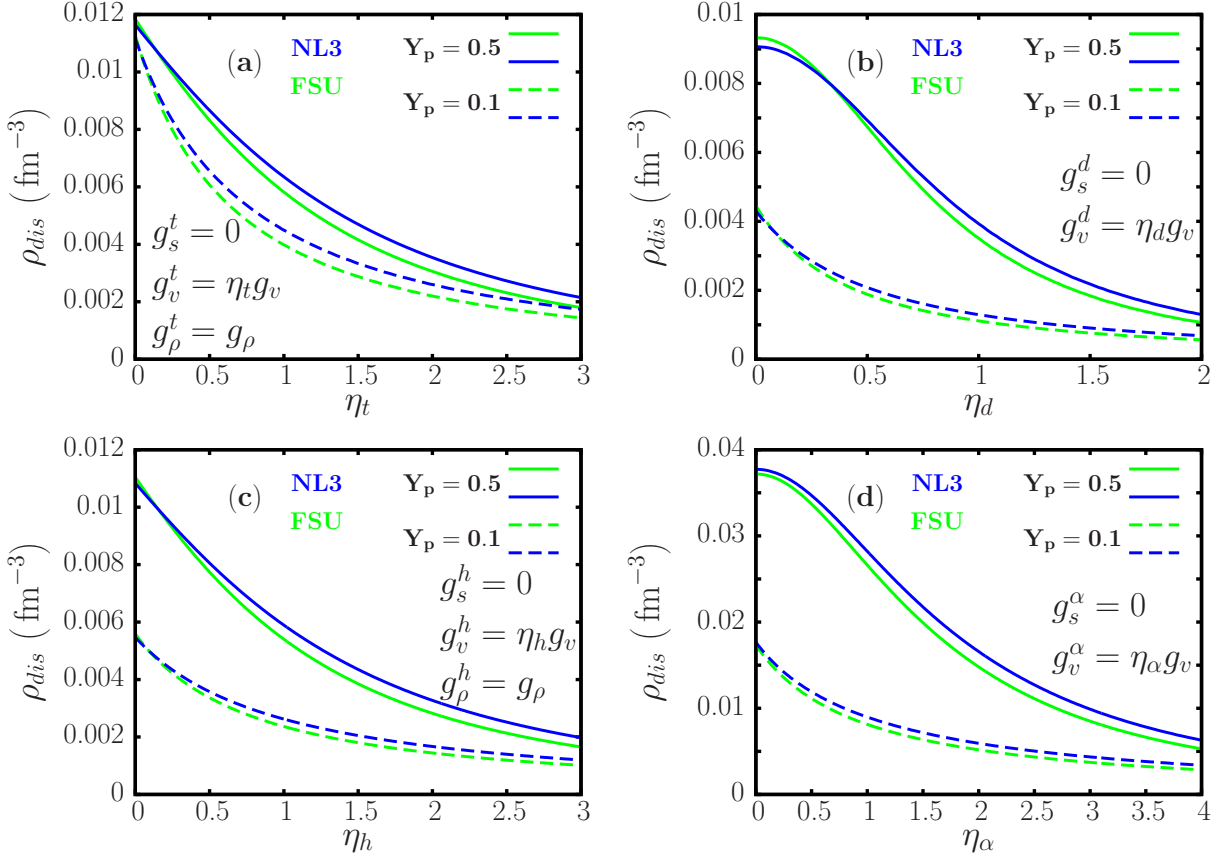 (a)
NL3
FSU
Y_p = 0.5
Y_p = 0.1
g_s^t = 0
g_v^t = η_t g_v
g_ρ^t = g_ρ
ρ_dis ( fm^−3)
0.012
0.01
0.008
0.006
0.004
0.002
0
0 0.5 1 1.5 2 2.5 3
η_t
(b)
NL3
FSU
Y_p = 0.5
Y_p = 0.1
g_s^d = 0
g_v^d = η_d g_v
ρ_dis ( fm^−3)
0.01
0.008
0.006
0.004
0.002
0
0 0.5 1 1.5 2
η_d
(c)
NL3
FSU
Y_p = 0.5
Y_p = 0.1
g_s^h = 0
g_v^h = η_h g_v
g_ρ^h = g_ρ
ρ_dis ( fm^−3)
0.012
0.01
0.008
0.006
0.004
0.002
0
0 0.5 1 1.5 2 2.5 3
η_h
(d)
NL3
FSU
Y_p = 0.5
Y_p = 0.1
g_s^α = 0
g_v^α = η_α g_v
ρ_dis ( fm^−3)
0.04
0.03
0.02
0.01
0
0 0.5 1 1.5 2 2.5 3 3.5 4
η_α